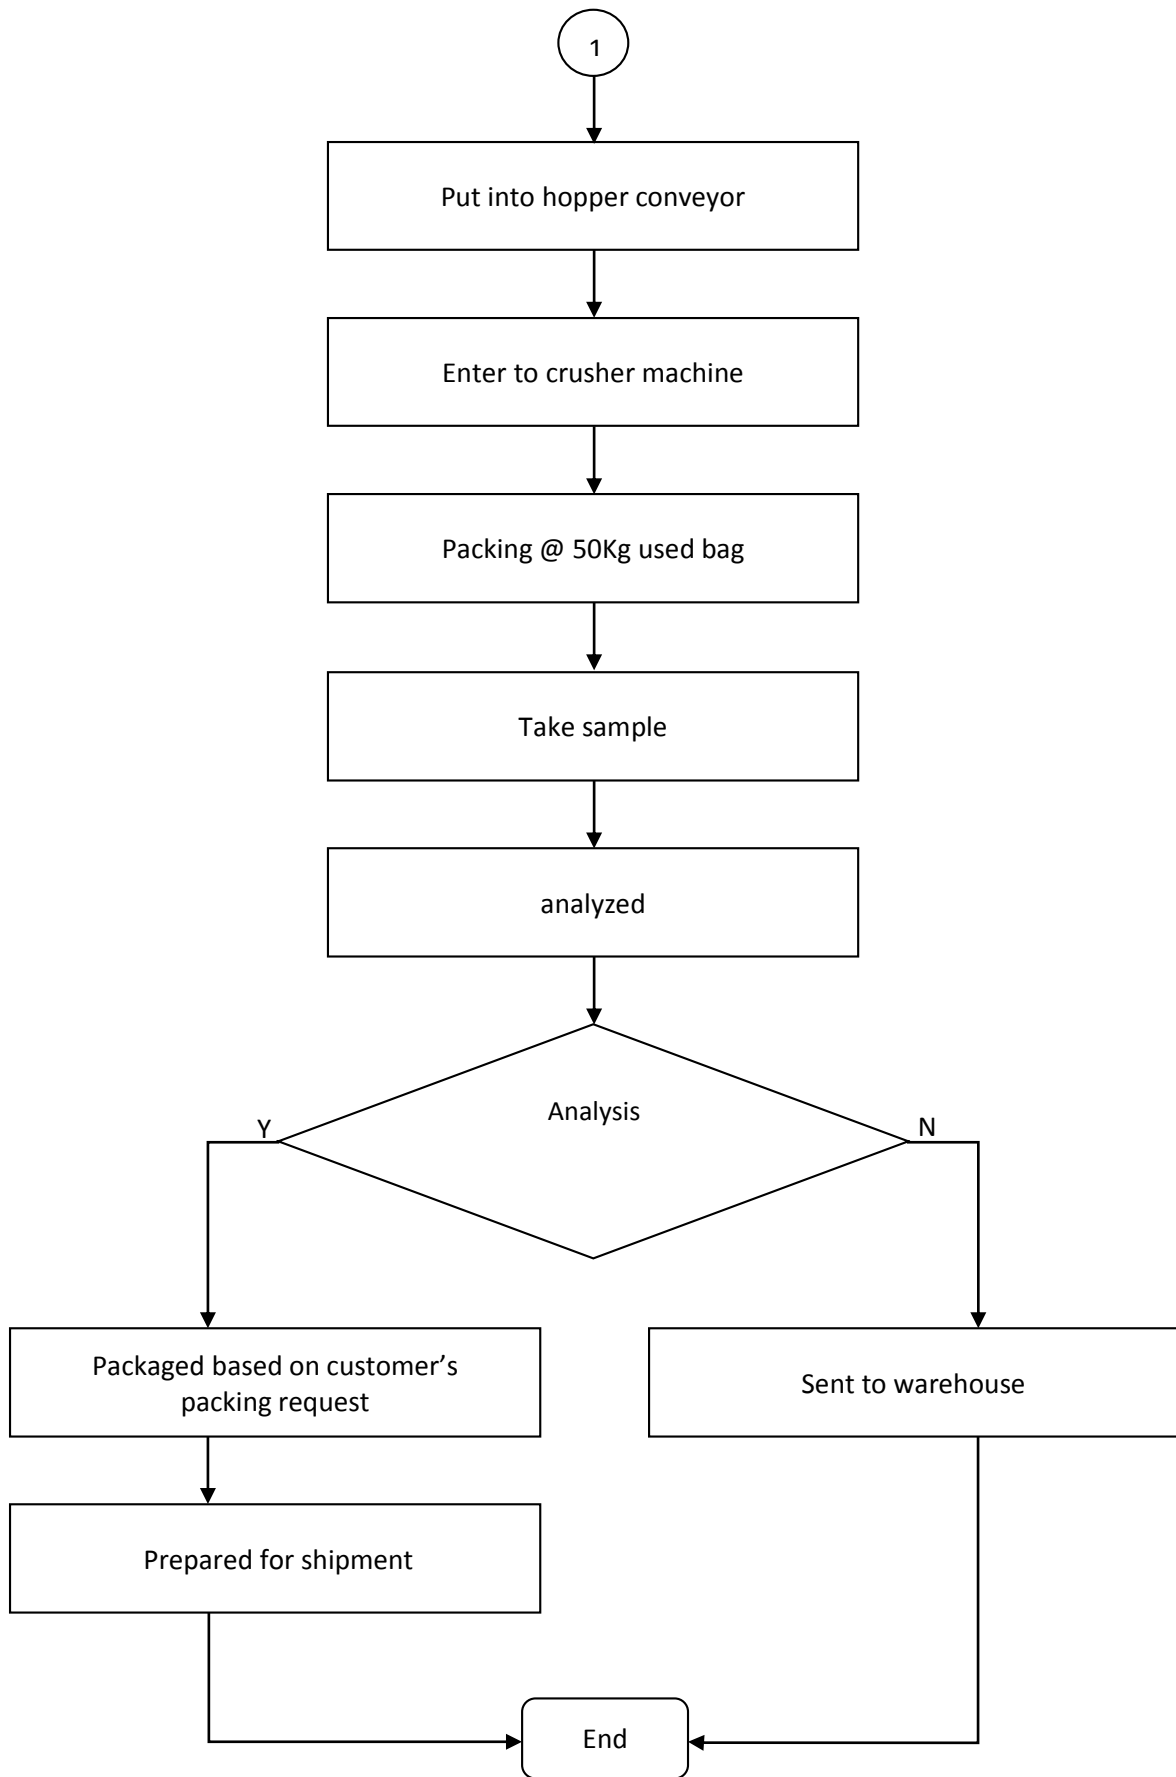 1
Put into hopper conveyor
Enter to crusher machine
Packing @ 50Kg used bag
Take sample
analyzed
Analysis
Y
N
Packaged based on customer’s
packing request
Sent to warehouse
Prepared for shipment
End